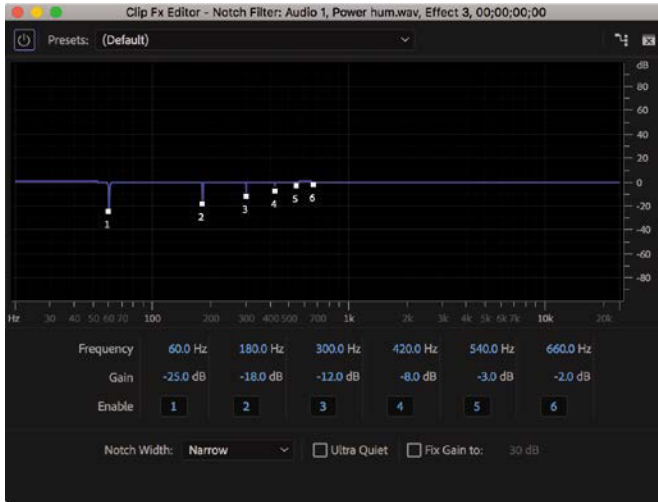 Clip Fx Editor - Notch Filter: Audio 1, Power hum.wav, Effect 3, 00;00;00;00
Presets: (Default)
dB
80
60
40
20
0
-20
-40
-60
-80
1 2 3 4 5 6
Hz 30 40 50 60 70 100 200 300 400 500 700 1k 2k 3k 4k 5k 6k 7k 10k 20k
Frequency 60.0 Hz 180.0 Hz 300.0 Hz 420.0 Hz 540.0 Hz 660.0 Hz
Gain -25.0 dB -18.0 dB -12.0 dB -8.0 dB -3.0 dB -2.0 dB
Enable 1 2 3 4 5 6
Notch Width: Narrow Ultra Quiet Fix Gain to: 30 dB